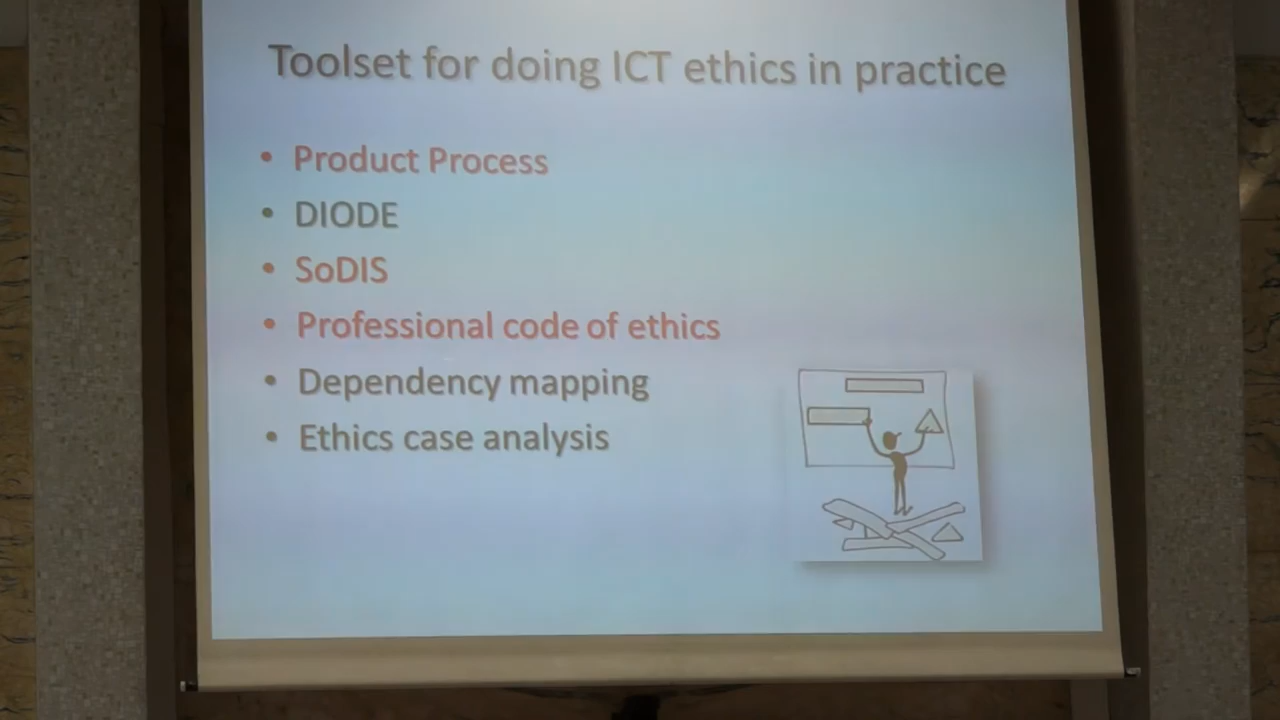 Toolset for doing ICT ethics in practice
• Product Process
• DIODE
• SoDIS
• Professional code of ethics
• Dependency mapping
• Ethics case analysis